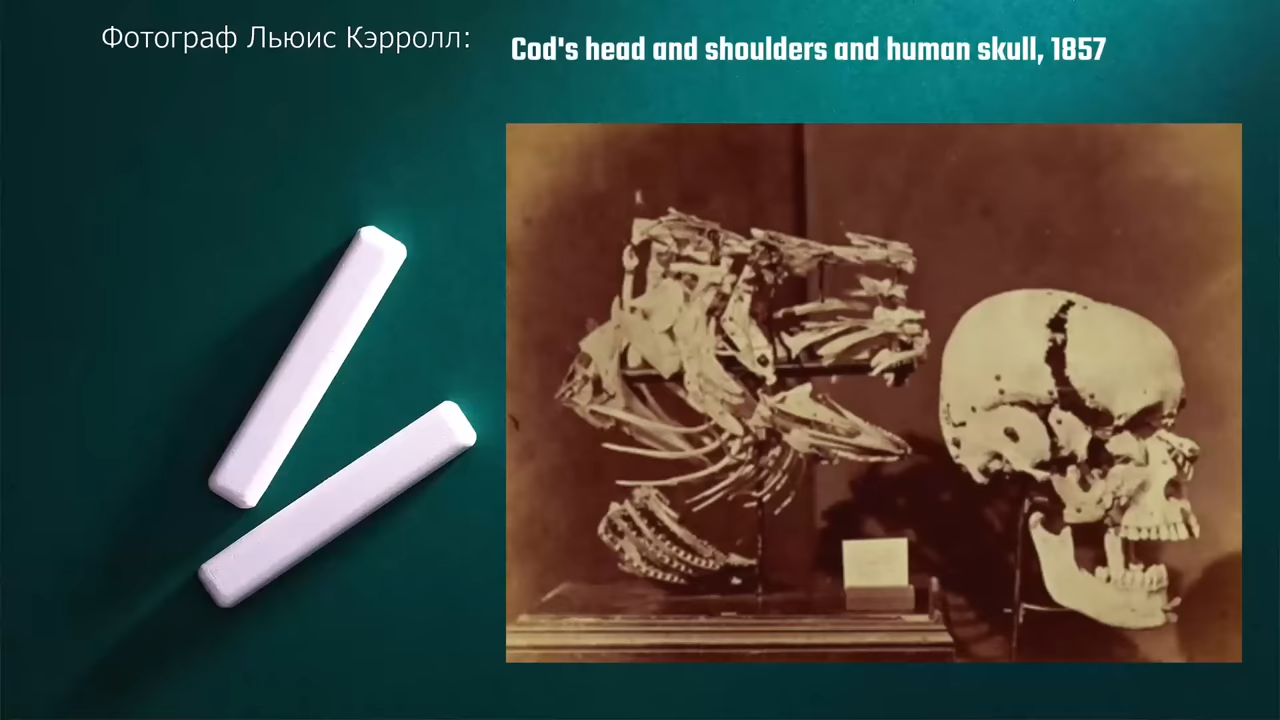 Фотограф Льюис Кэрролл:
Cod's head and shoulders and human skull, 1857